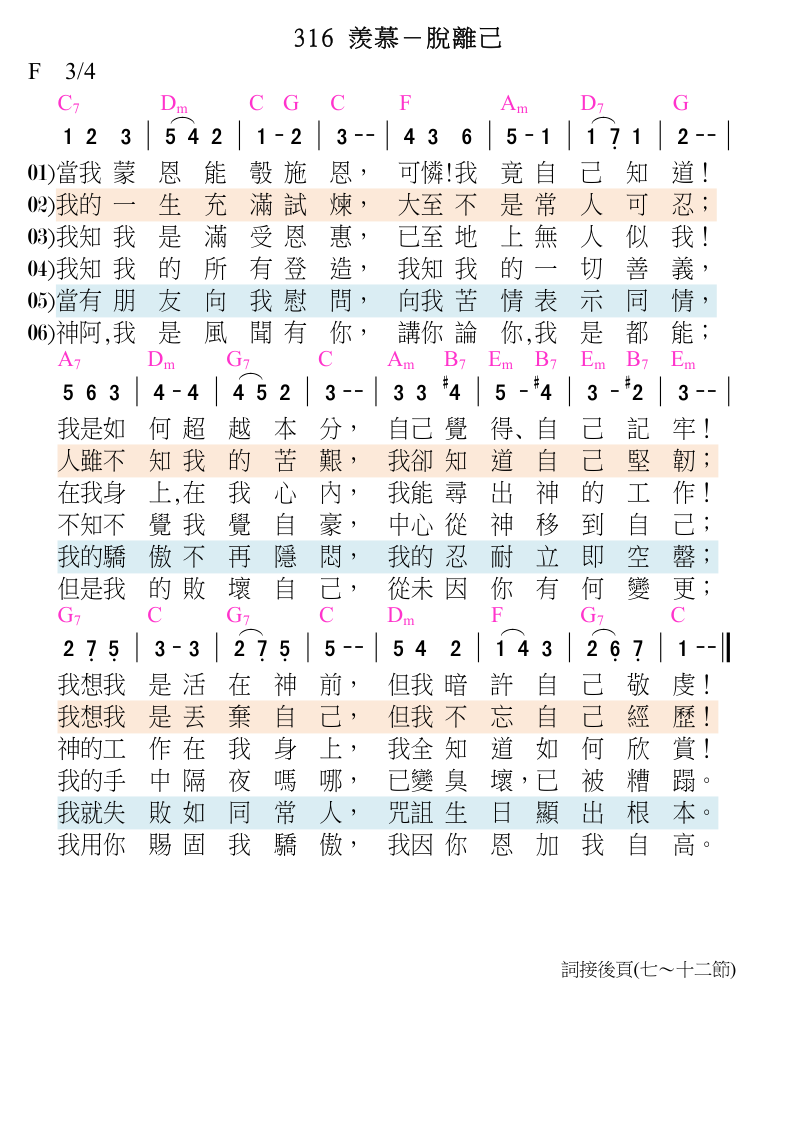 316 羨慕－脫離己
F 3/4
C7 Dm C G C F Am D7 G
1 2 3 | 5 4 2 | 1 - 2 | 3 -- | 4 3 6 | 5 - 1 | 1 7̣ 1 | 2 -- |
01)當我蒙恩能彀施恩，可憐!我竟自己知道！
02)我的一生充滿試煉，大至不是常人可忍；
03)我知我是滿受恩惠，已至地上無人似我！
04)我知我的所有登造，我知我的一切善義，
05)當有朋友向我慰問，向我苦情表示同情，
06)神阿,我是風聞有你，講你論你,我是都能；
A7 Dm G7 C Am B7 Em B7 Em B7 Em
5 6 3 | 4 - 4 | 4 5 2 | 3 -- | 3 3 #4 | 5 - #4 | 3 - #2 | 3 -- |
我是如何超越本分，自己覺得、自己記牢！
人雖不知我的苦艱，我卻知道自己堅韌；
在我身上,在我心內，我能尋出神的工作！
不知不覺我覺自豪，中心從神移到自己；
我的驕傲不再隱悶，我的忍耐立即空罄；
但是我的敗壞自己，從未因你有何變更；
G7 C G7 C Dm F G7 C
2 7̣ 5̣ | 3 - 3 | 2 7̣ 5̣ | 5 -- | 5 4 2 | 1 4 3 | 2 6̣ 7̣ | 1 -- ‖
我想我是活在神前，但我暗許自己敬虔！
我想我是丟棄自己，但我不忘自己經歷！
神的工作在我身上，我全知道如何欣賞！
我的手中隔夜嗎哪，已變臭壞，已被糟蹋。
我就失敗如同常人，咒詛生日顯出根本。
我用你賜固我驕傲，我因你恩加我自高。
詞接後頁(七～十二節)